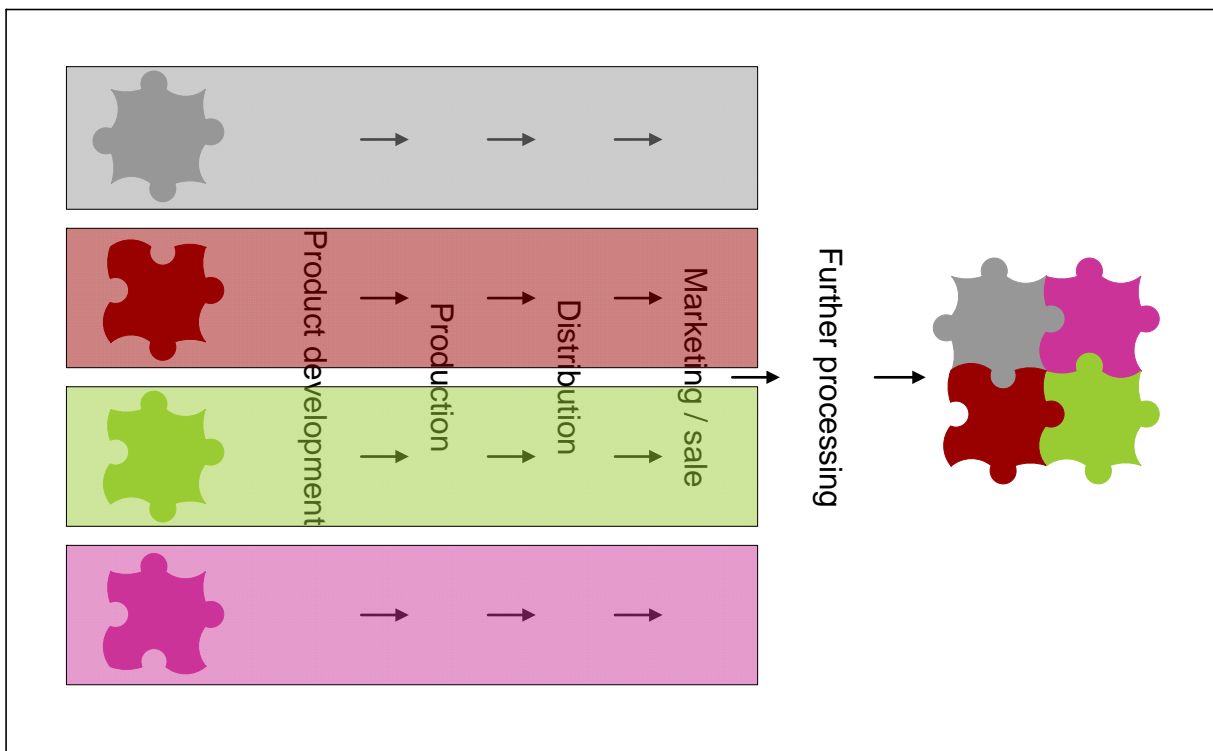 Product development
Production
Distribution
Marketing / sale
Further processing